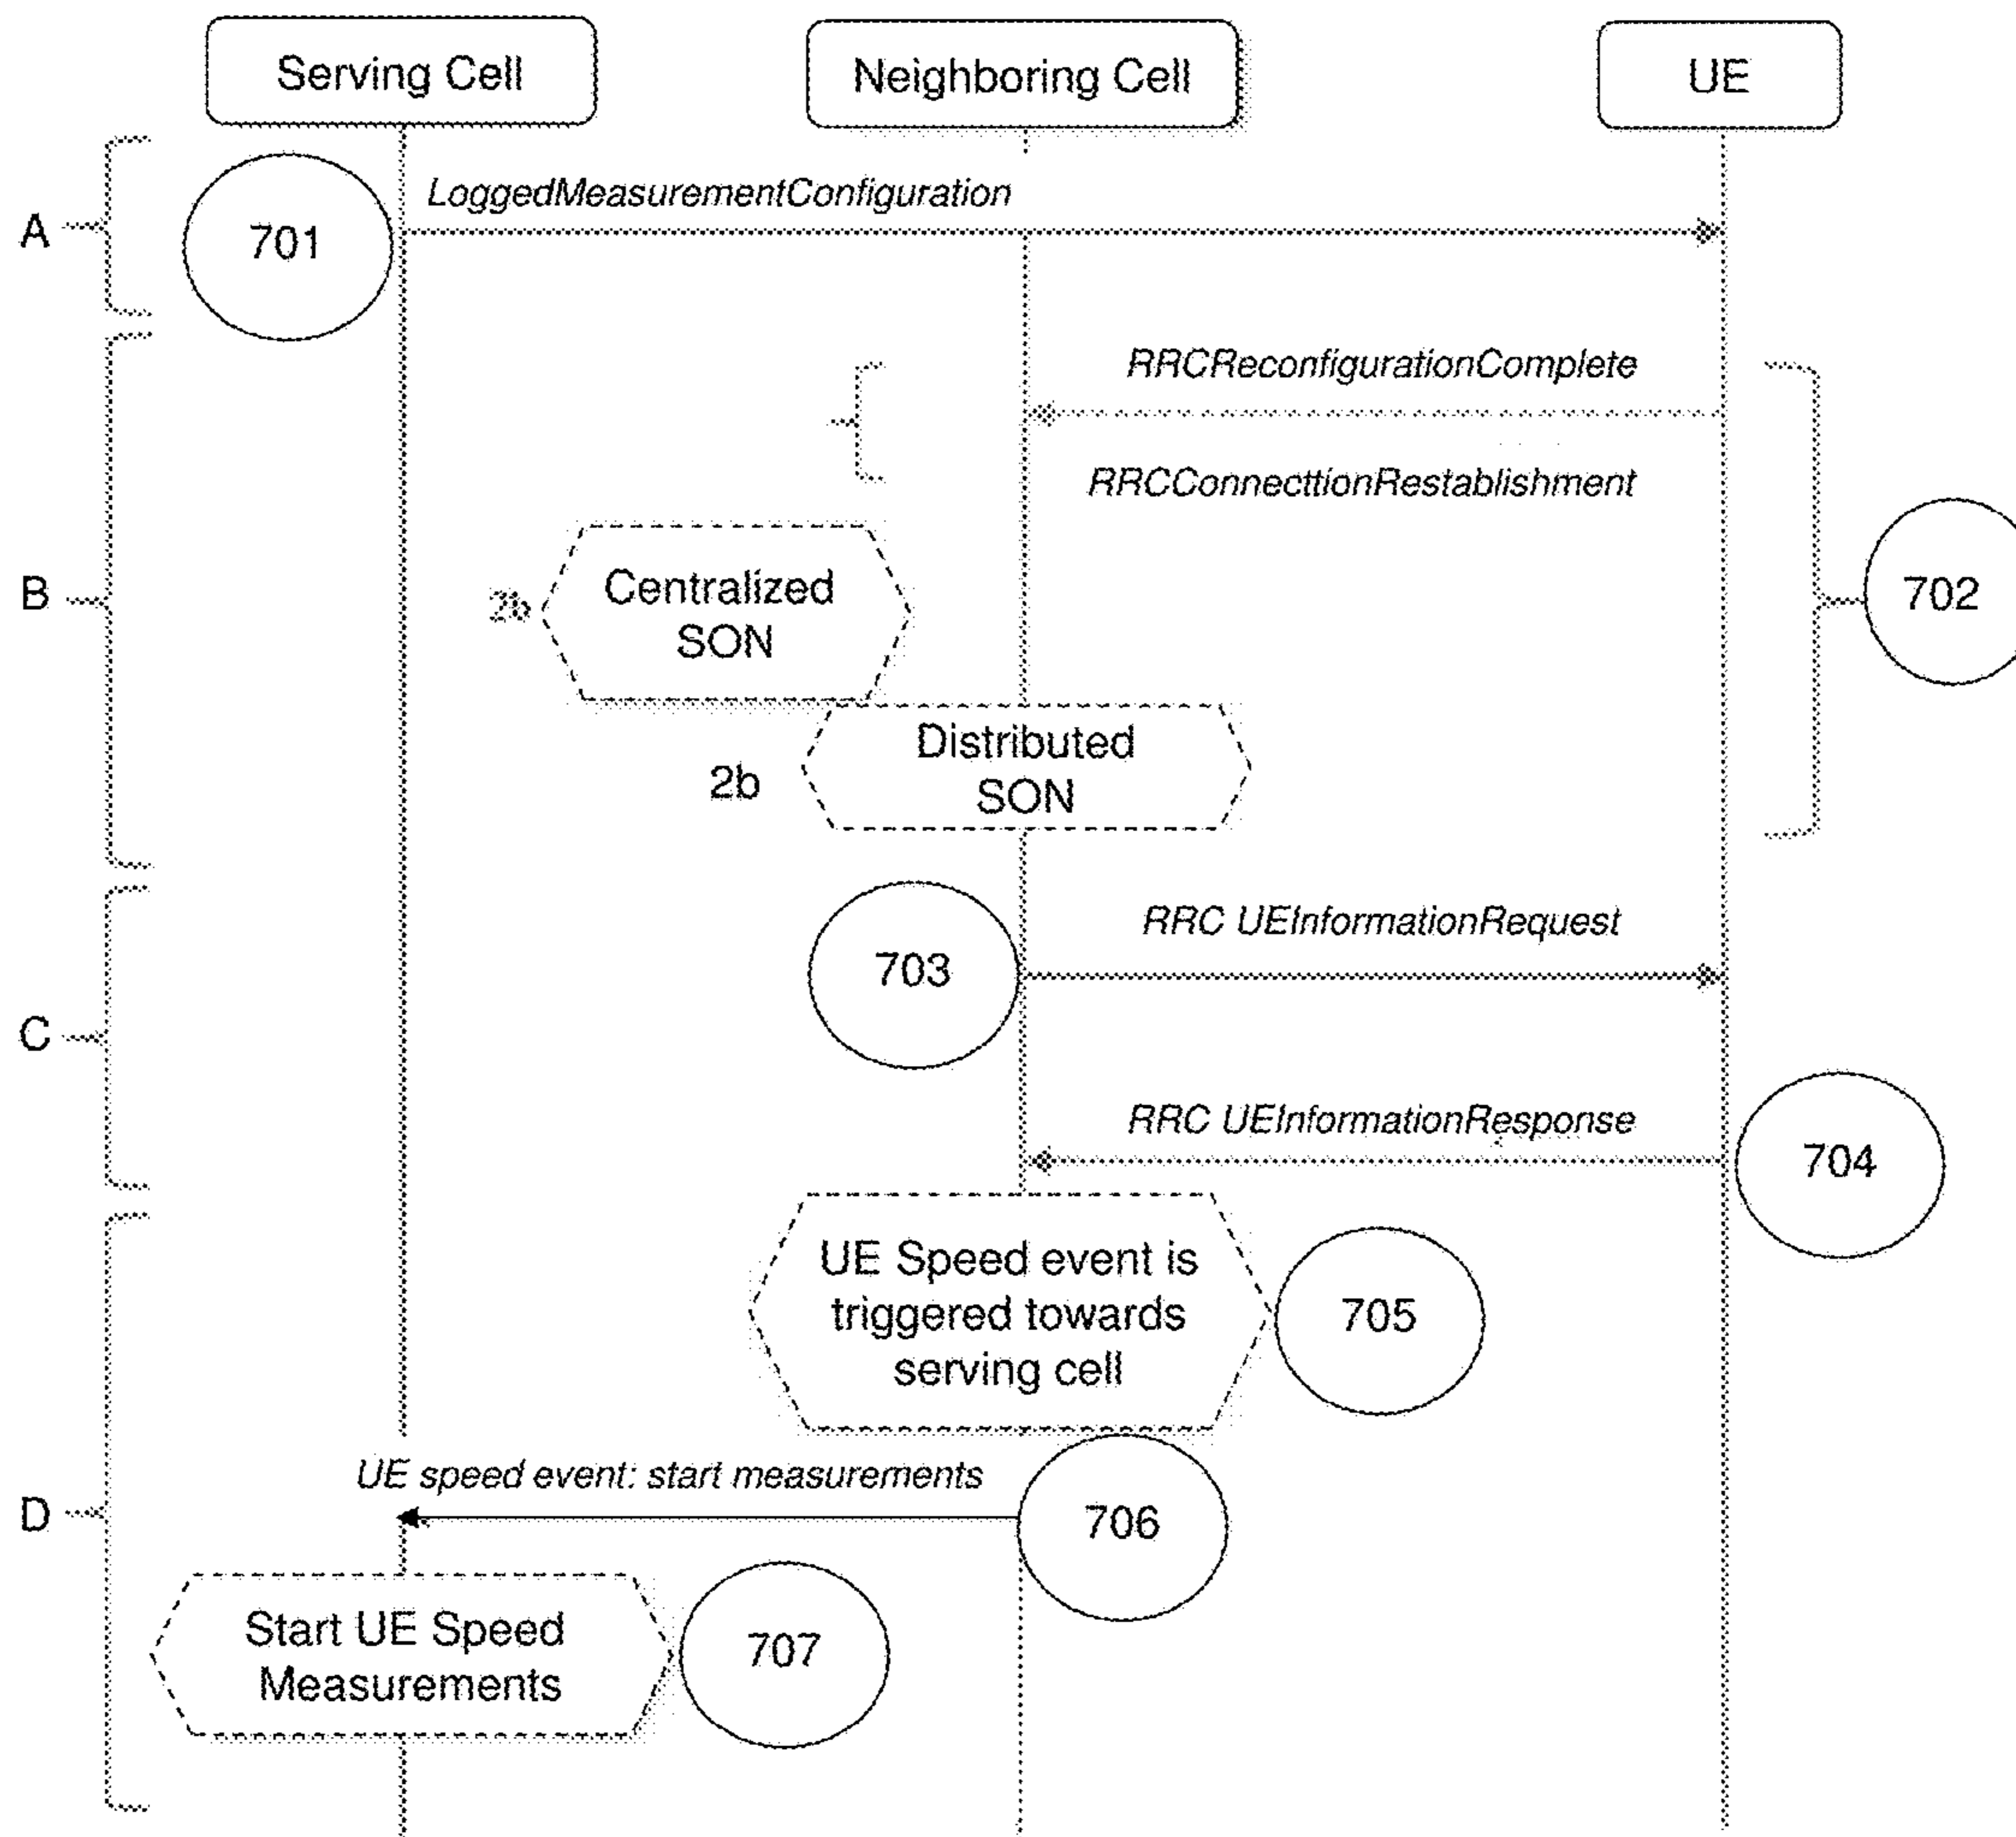 Serving Cell
Neighboring Cell
UE
LoggedMeasurementConfiguration
A
701
RRCReconfigurationComplete
RRCConnecttionRestablishment
B
2b
Centralized
SON
702
Distributed
SON
2b
RRC UEInformationRequest
703
C
RRC UEInformationResponse
704
UE Speed event is
triggered towards
serving cell
705
UE speed event: start measurements
D
706
Start UE Speed
Measurements
707